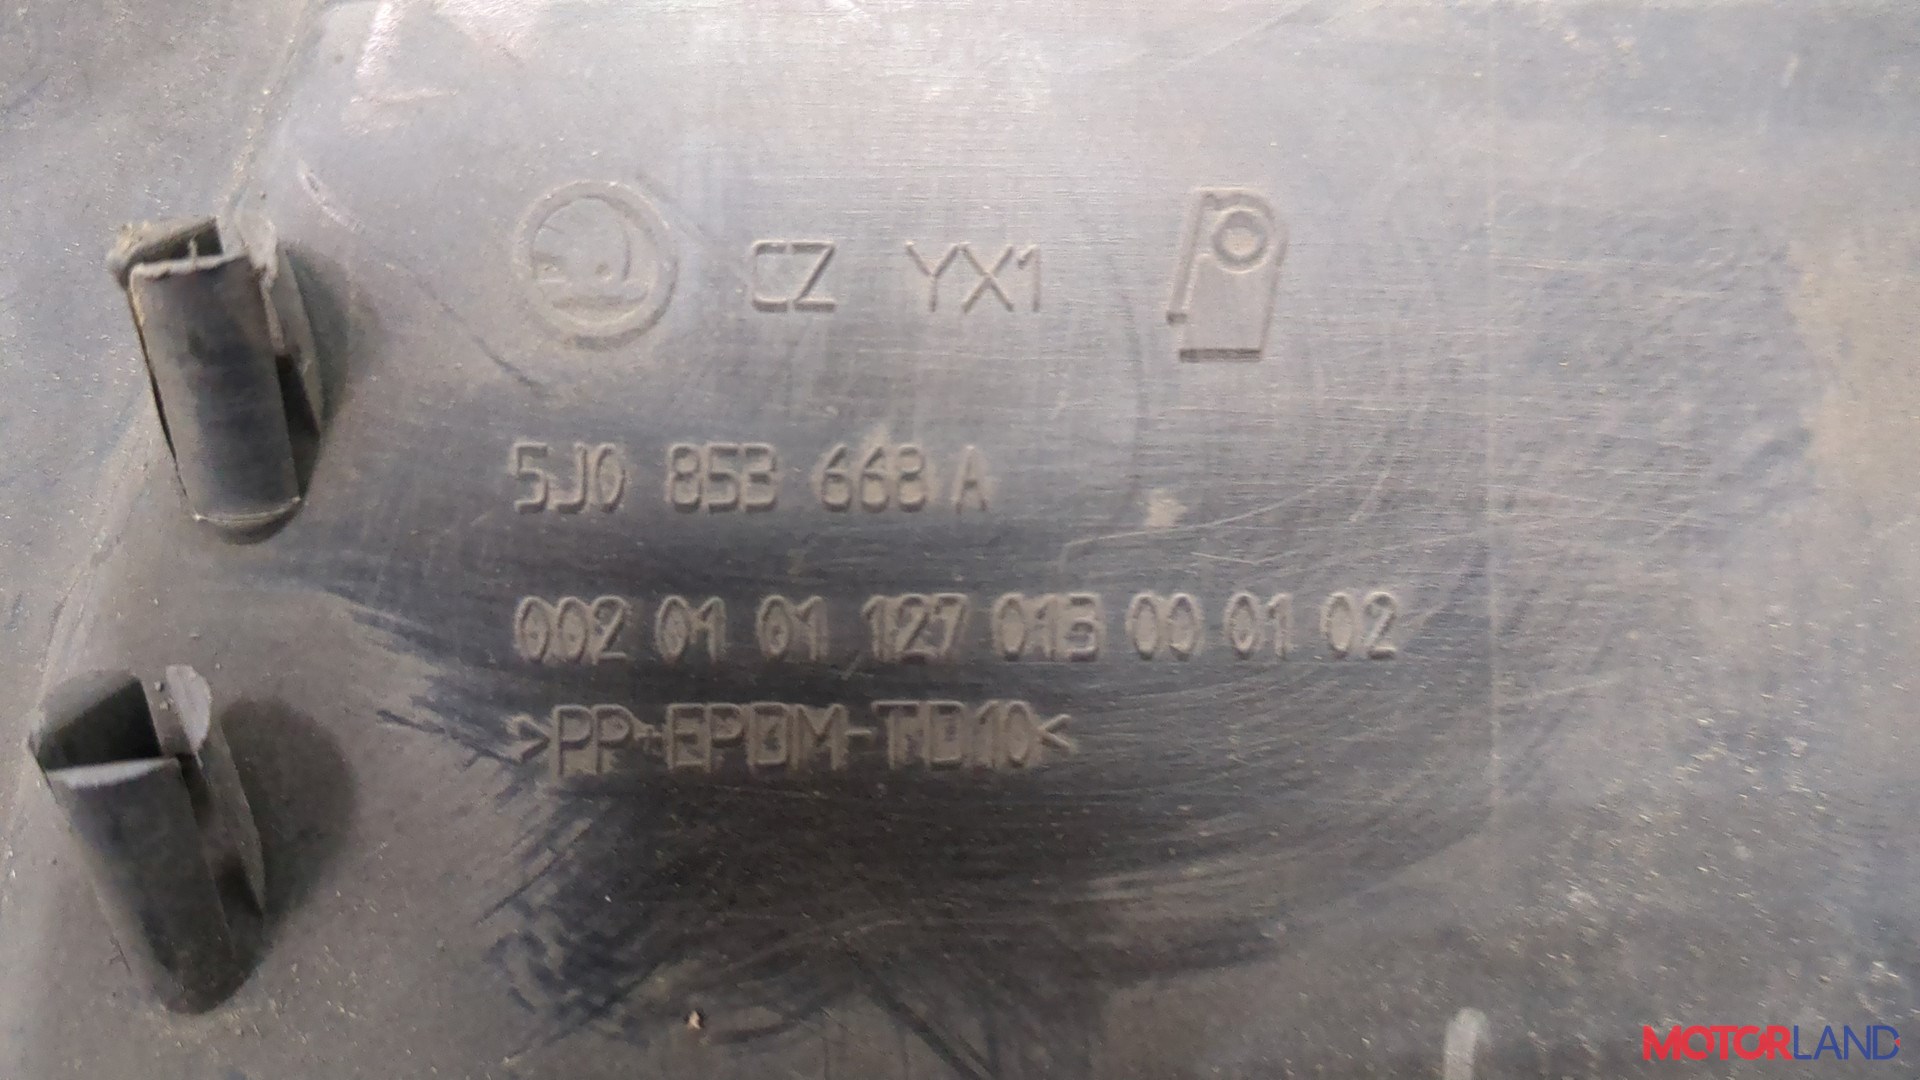 CZ YX1
5J0 853 668 A
002 01 01 127 013 00 01 02
>PP+EPDM-TD10<
MOTORLAND